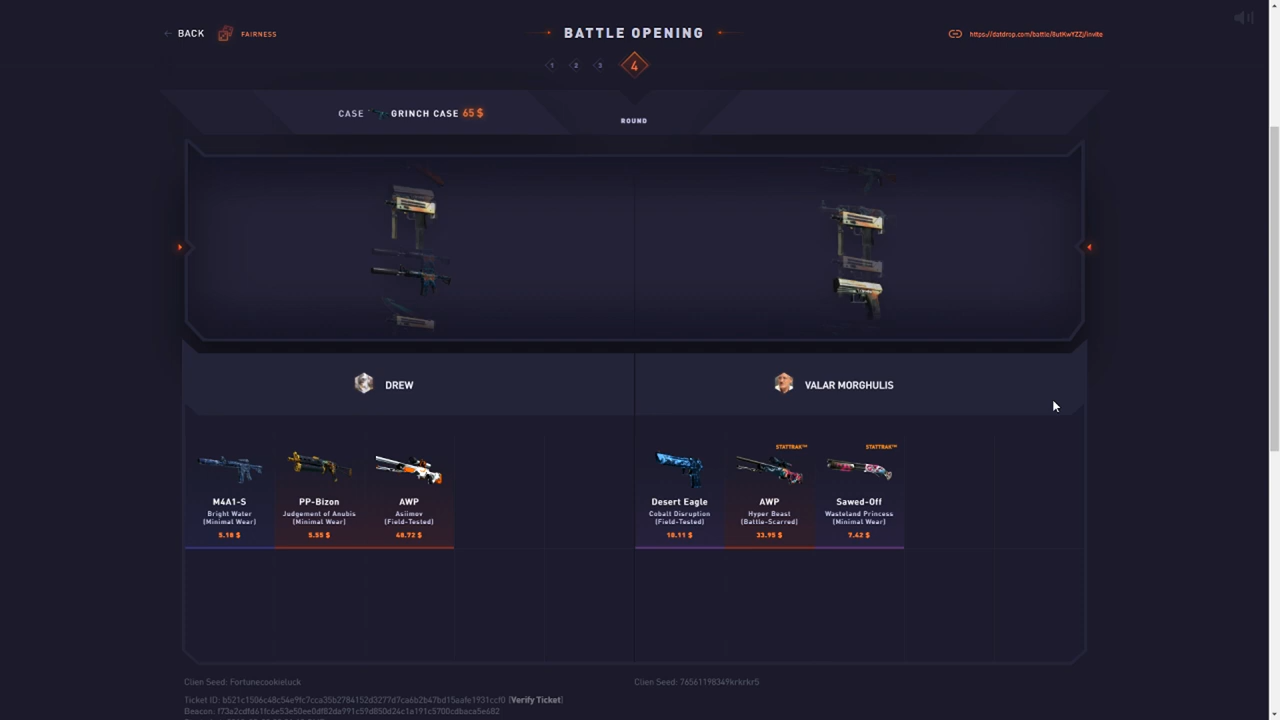 BACK
FAIRNESS
BATTLE OPENING
https://datdrop.com/battle/8utKwYZZj/invite
1 2 3 4
CASE GRINCH CASE 65 $
ROUND
DREW
VALAR MORGHULIS
STATTRAK™ STATTRAK™
M4A1-S PP-Bizon AWP Desert Eagle AWP Sawed-Off
Bright Water Judgement of Anubis Asiimov Cobalt Disruption Hyper Beast Wasteland Princess
(Minimal Wear) (Minimal Wear) (Field-Tested) (Field-Tested) (Battle-Scarred) (Minimal Wear)
5.18 $ 5.55 $ 48.72 $ 18.11 $ 33.95 $ 7.42 $
Clien Seed: Fortunecookieluck
Clien Seed: 76561198349krkrkr5
Ticket ID: b521c1506c48c54e9fc7cca35b2784152d3277d7ca6b2b47bd15aafe1931ccf0 [Verify Ticket]
Beacon: f73a2cdfd61fc6e53e50ee0df82da991c59d850d24c1a191c5700cdbaca5e682